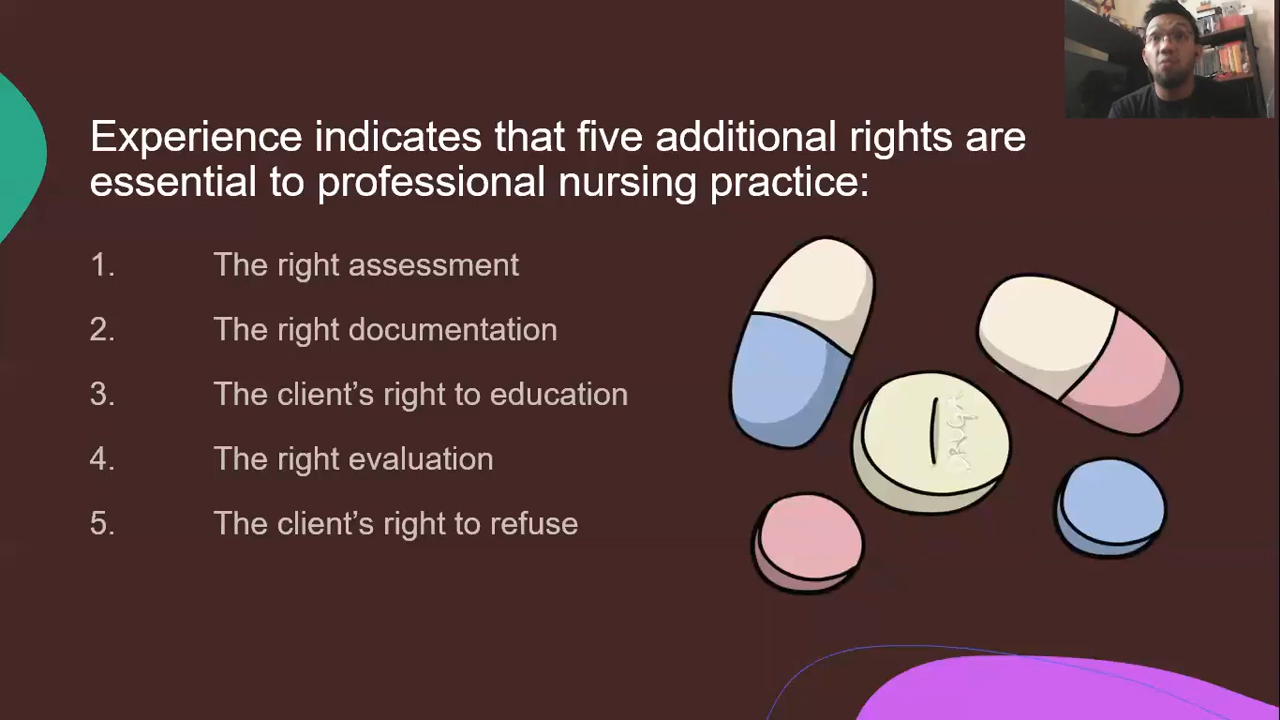 Experience indicates that five additional rights are
essential to professional nursing practice:
1. The right assessment
2. The right documentation
3. The client’s right to education
4. The right evaluation
5. The client’s right to refuse